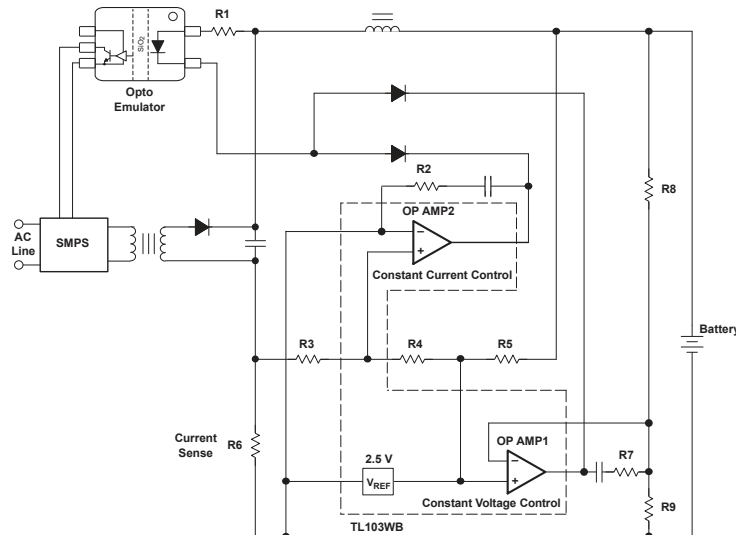 R1
SiO2
Opto
Emulator
R2
R8
OP AMP2
AC
Line
SMPS
−
+
Constant Current Control
Battery
R3
R4
R5
Current
Sense
R6
OP AMP1
2.5 V
VREF
−
+
R7
Constant Voltage Control
R9
TL103WB